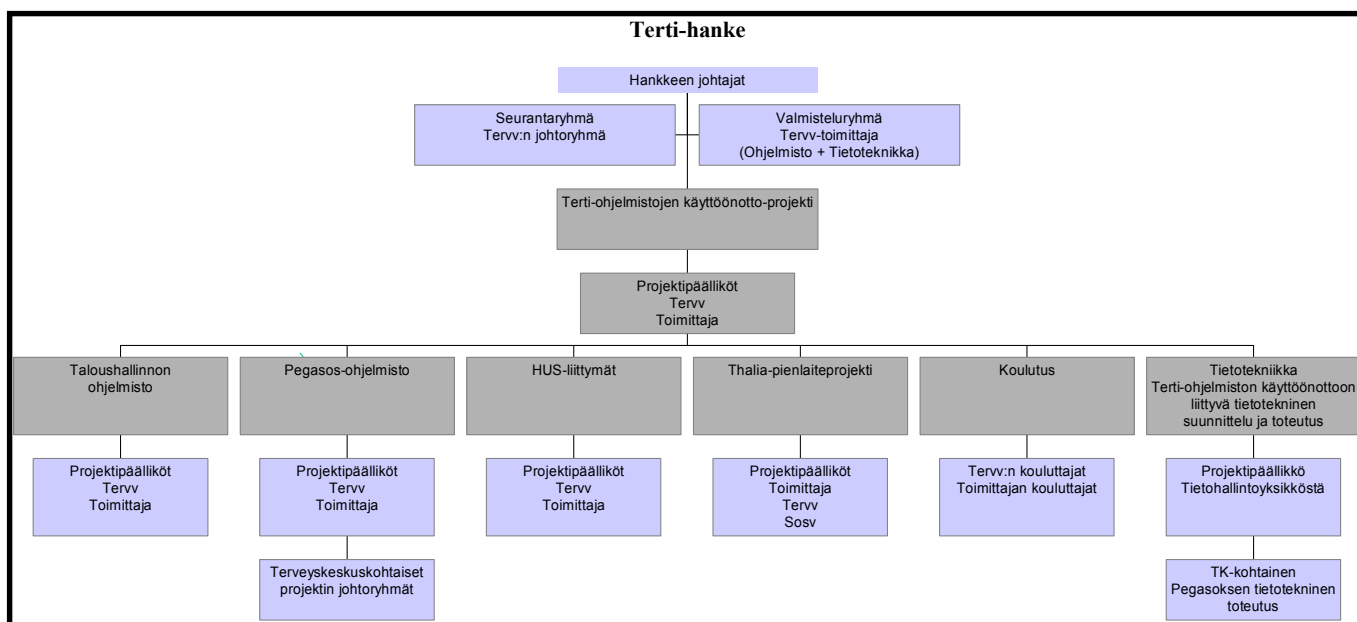 Terti-hanke
Hankkeen johtajat
Seurantaryhmä
Tervv:n johtoryhmä
Valmisteluryhmä
Tervv-toimittaja
(Ohjelmisto + Tietoteknikka)
Terti-ohjelmistojen käyttöönotto-projekti
Projektipäälliköt
Tervv
Toimittaja
Taloushallinnon
ohjelmisto
Pegasos-ohjelmisto
HUS-liittymät
Thalia-pienlaiteprojekti
Koulutus
Tietotekniikka
Terti-ohjelmiston käyttöönottoon
liittyvä tietotekninen
suunnittelu ja toteutus
Projektipäälliköt
Tervv
Toimittaja
Projektipäälliköt
Tervv
Toimittaja
Projektipäälliköt
Tervv
Toimittaja
Projektipäälliköt
Toimittaja
Tervv
Sosv
Tervv:n kouluttajat
Toimittajan kouluttajat
Projektipäällikkö
Tietohallintoyksikköstä
Terveyskeskuskohtaiset
projektin johtoryhmät
TK-kohtainen
Pegasoksen tietotekninen
toteutus